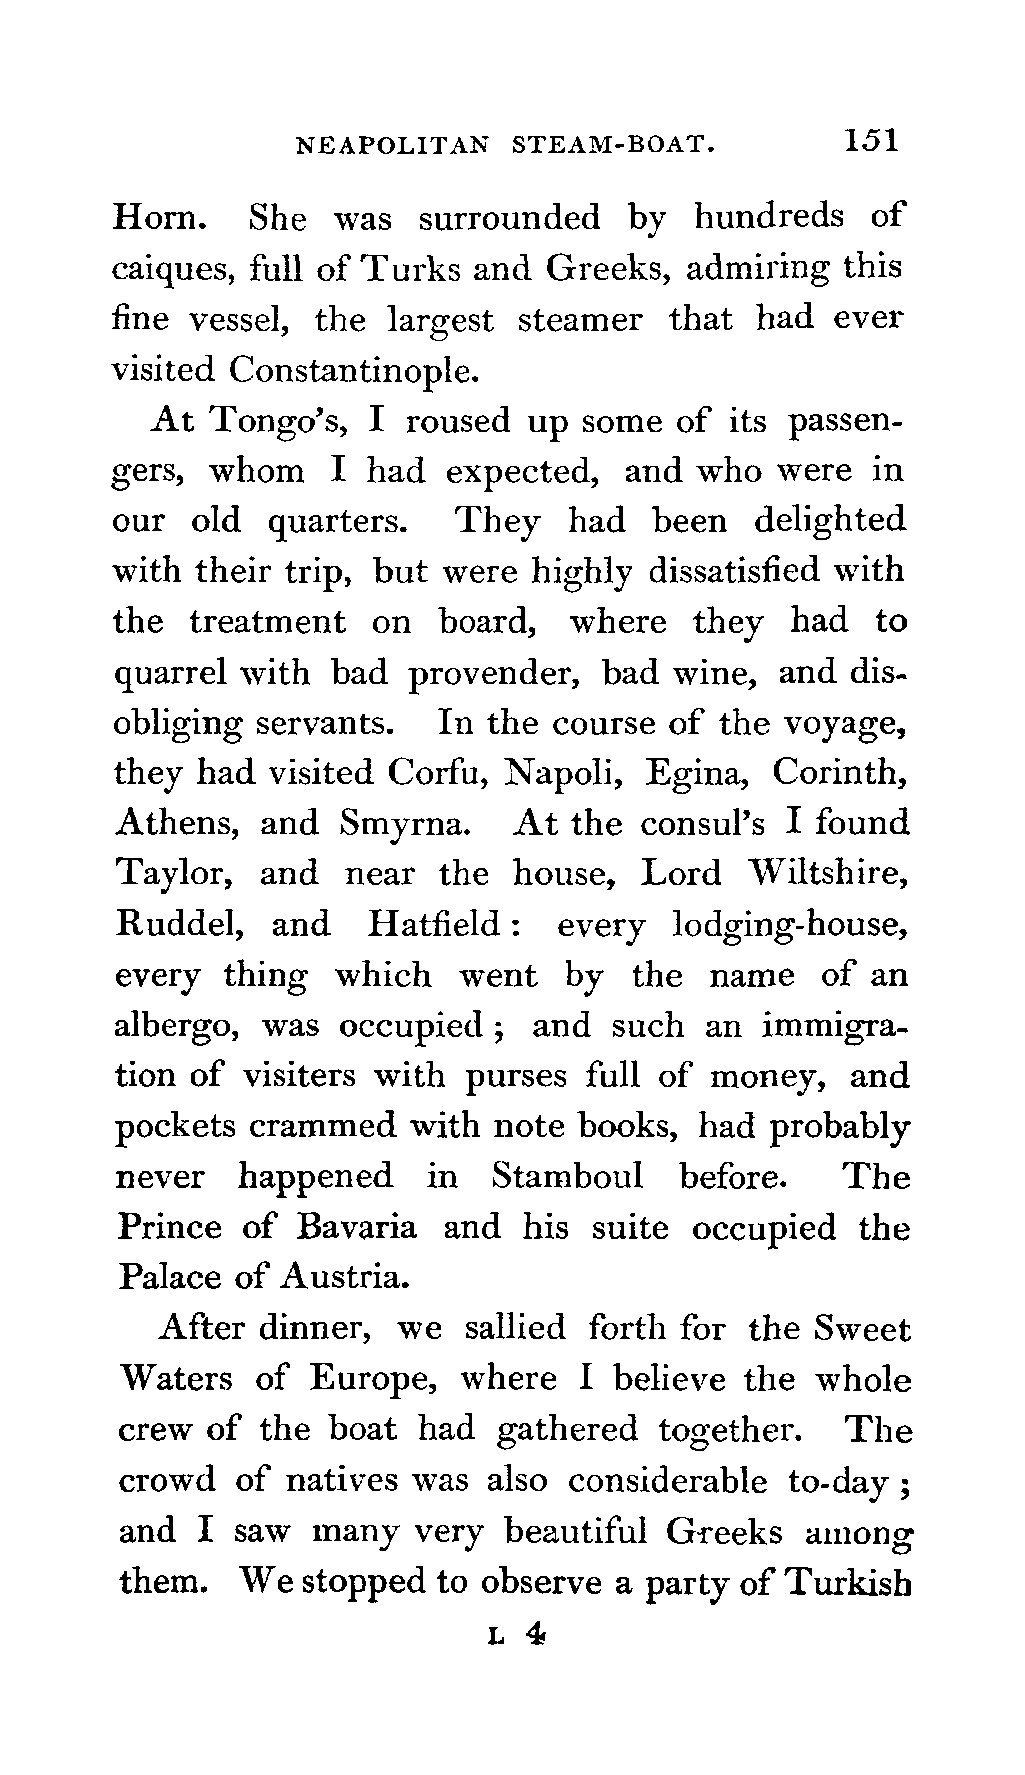 NEAPOLITAN STEAM-BOAT. 151
Horn. She was surrounded by hundreds of
caiques, full of Turks and Greeks, admiring this
fine vessel, the largest steamer that had ever
visited Constantinople.
At Tongo's, I roused up some of its passen-
gers, whom I had expected, and who were in
our old quarters. They had been delighted
with their trip, but were highly dissatisfied with
the treatment on board, where they had to
quarrel with bad provender, bad wine, and dis-
obliging servants. In the course of the voyage,
they had visited Corfu, Napoli, Egina, Corinth,
Athens, and Smyrna. At the consul's I found
Taylor, and near the house, Lord Wiltshire,
Ruddel, and Hatfield : every lodging-house,
every thing which went by the name of an
albergo, was occupied ; and such an immigra-
tion of visiters with purses full of money, and
pockets crammed with note books, had probably
never happened in Stamboul before. The
Prince of Bavaria and his suite occupied the
Palace of Austria.
After dinner, we sallied forth for the Sweet
Waters of Europe, where I believe the whole
crew of the boat had gathered together. The
crowd of natives was also considerable to-day ;
and I saw many very beautiful Greeks among
them. We stopped to observe a party of Turkish
L 4